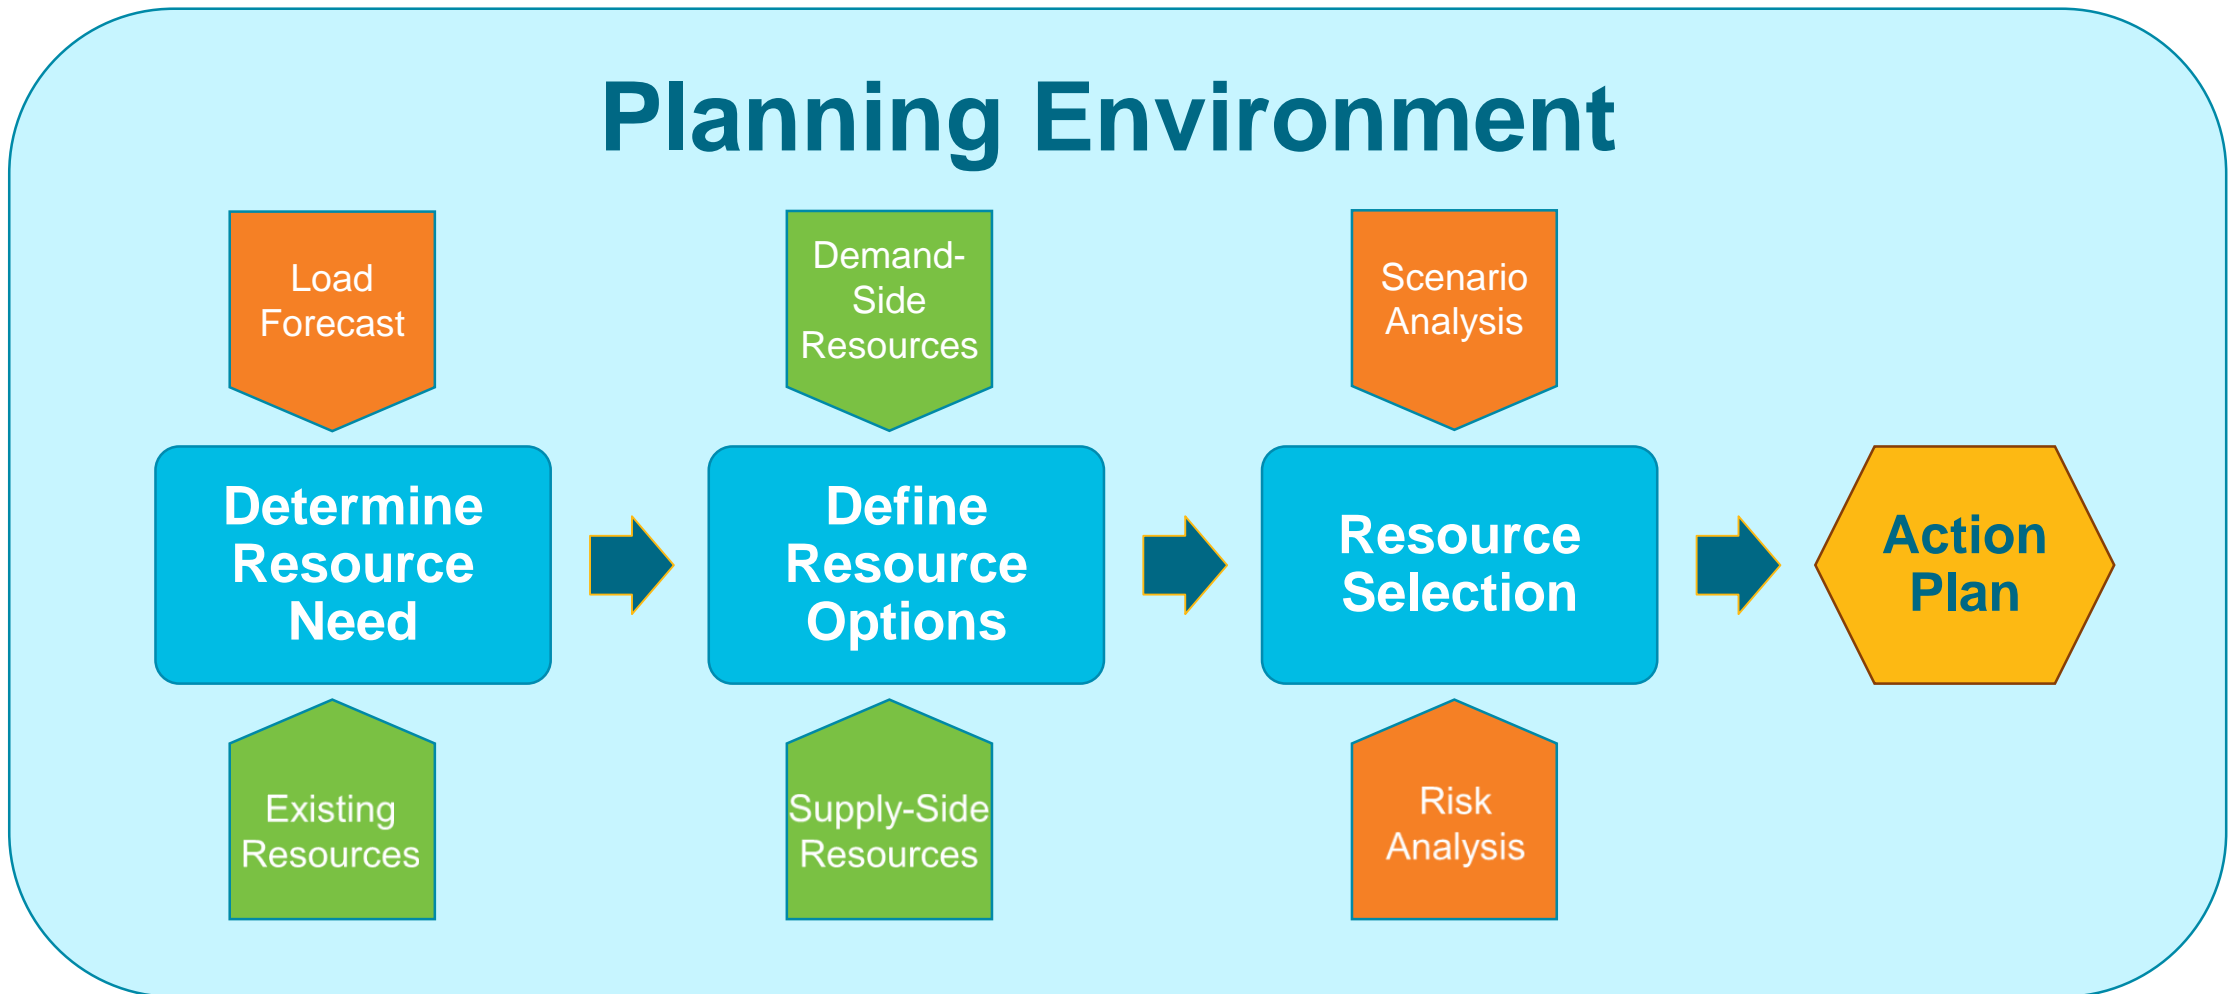 Planning Environment
Load
Forecast
Demand-
Side
Resources
Scenario
Analysis
Determine
Resource
Need
Define
Resource
Options
Resource
Selection
Action
Plan
Existing
Resources
Supply-Side
Resources
Risk
Analysis